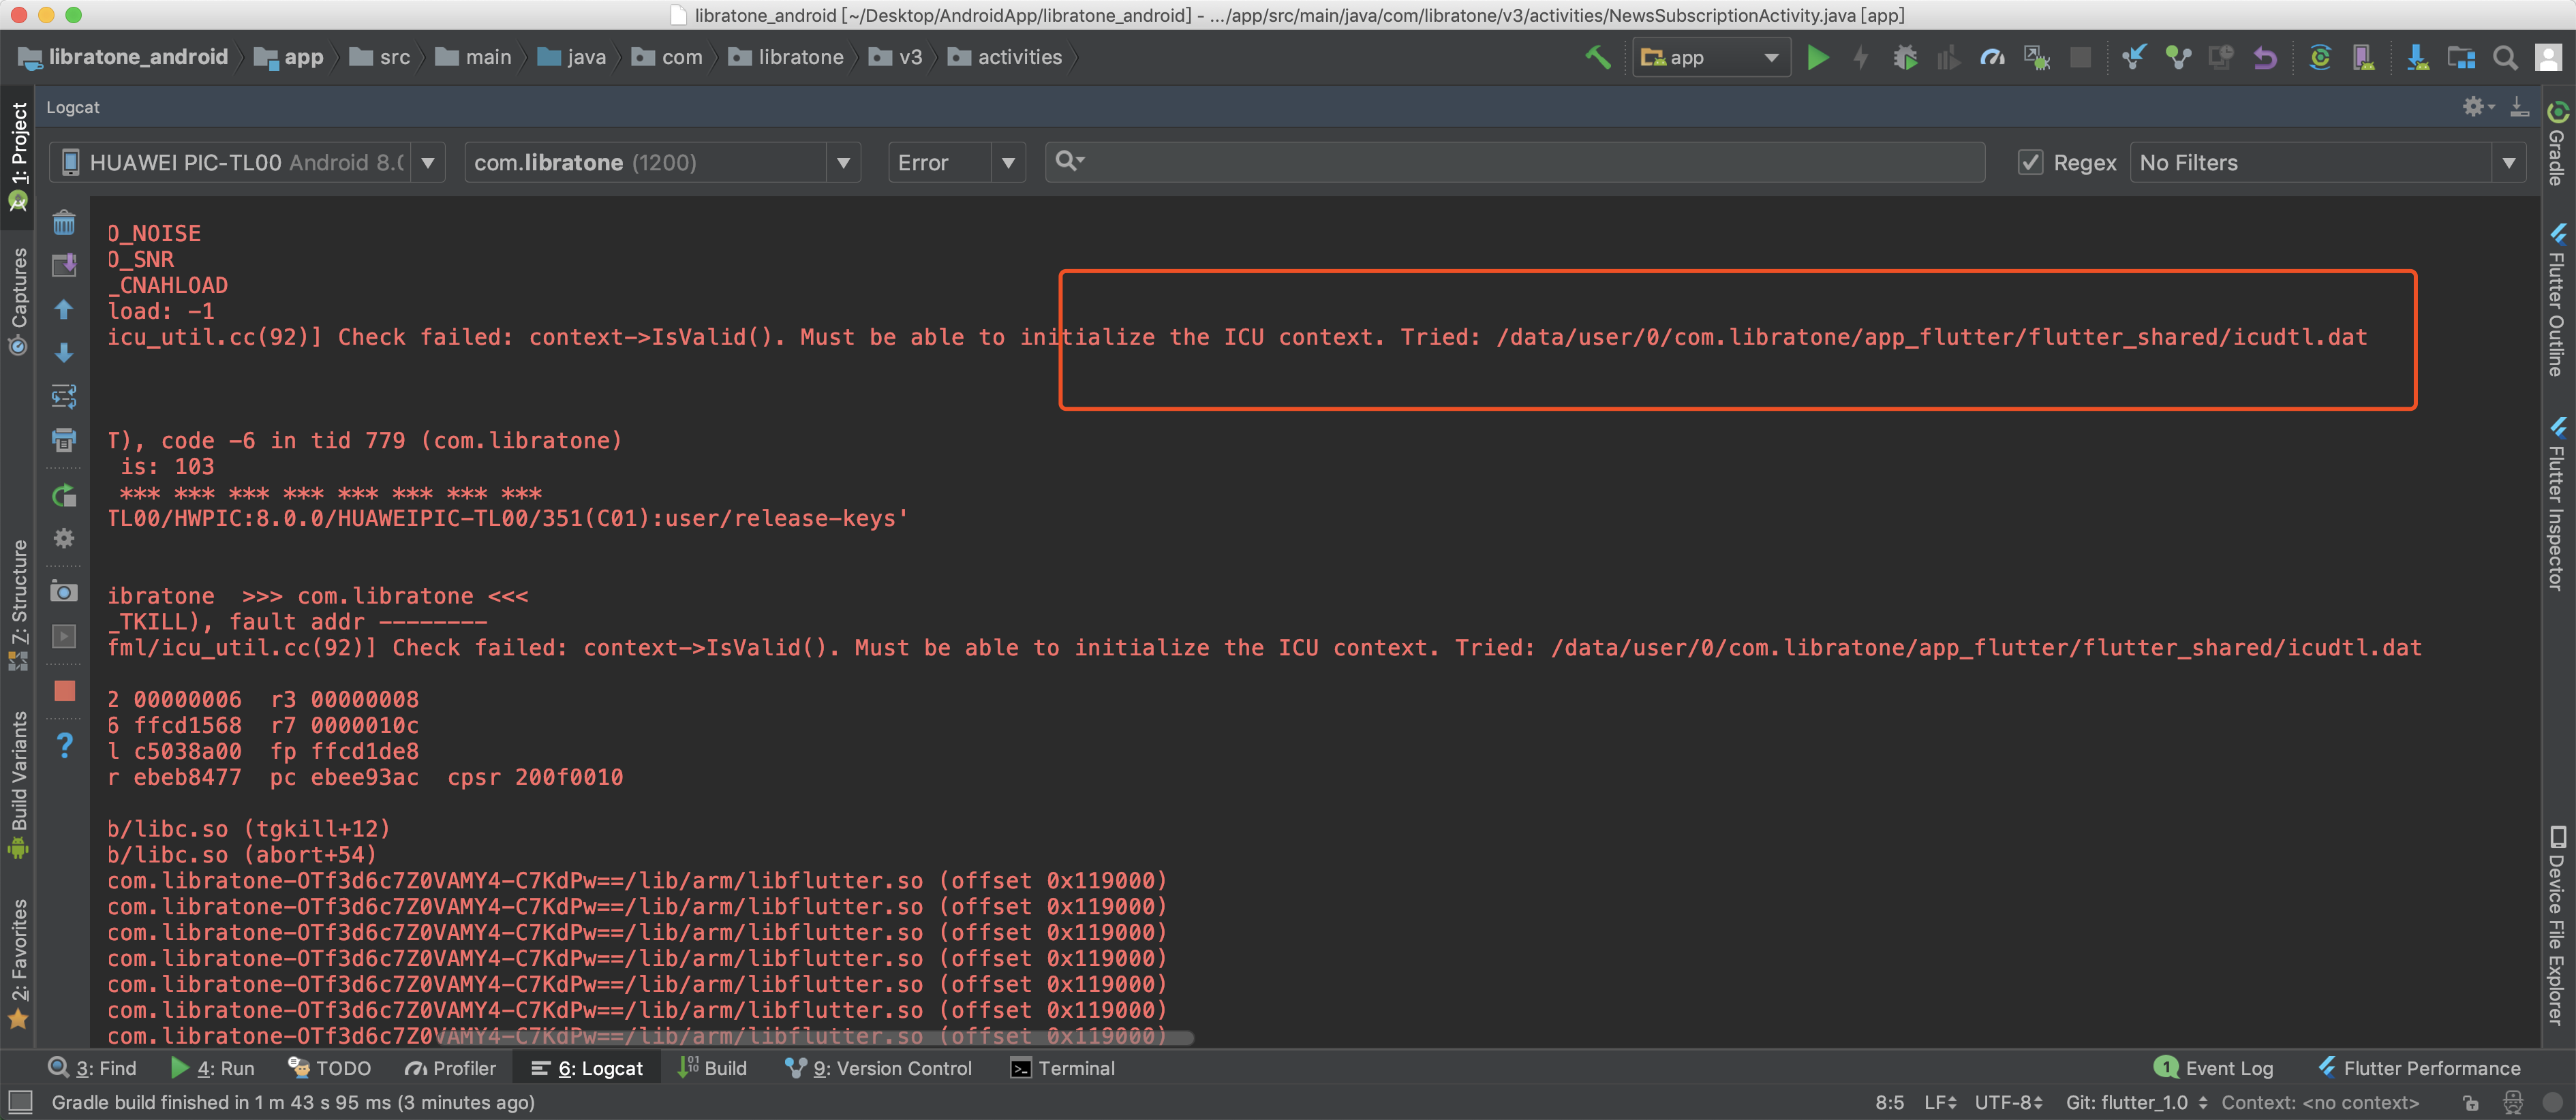 libratone_android [~/Desktop/AndroidApp/libratone_android] - .../app/src/main/java/com/libratone/v3/activities/NewsSubscriptionActivity.java [app]
libratone_android app src main java com libratone v3 activities
app
Logcat
HUAWEI PIC-TL00 Android 8.0
com.libratone (1200)
Error
Regex
No Filters
O_NOISE
O_SNR
_CNAHLOAD
load: -1
icu_util.cc(92)] Check failed: context->IsValid(). Must be able to initialize the ICU context. Tried: /data/user/0/com.libratone/app_flutter/flutter_shared/icudtl.dat
T), code -6 in tid 779 (com.libratone)
is: 103
*** *** *** *** *** *** *** ***
TL00/HWPIC:8.0.0/HUAWEIPIC-TL00/351(C01):user/release-keys'
ibratone >>> com.libratone <<<
_TKILL), fault addr --------
fml/icu_util.cc(92)] Check failed: context->IsValid(). Must be able to initialize the ICU context. Tried: /data/user/0/com.libratone/app_flutter/flutter_shared/icudtl.dat
2 00000006 r3 00000008
6 ffcd1568 r7 0000010c
l c5038a00 fp ffcd1de8
r ebeb8477 pc ebee93ac cpsr 200f0010
b/libc.so (tgkill+12)
b/libc.so (abort+54)
com.libratone-OTf3d6c7Z0VAMY4-C7KdPw==/lib/arm/libflutter.so (offset 0x119000)
com.libratone-OTf3d6c7Z0VAMY4-C7KdPw==/lib/arm/libflutter.so (offset 0x119000)
com.libratone-OTf3d6c7Z0VAMY4-C7KdPw==/lib/arm/libflutter.so (offset 0x119000)
com.libratone-OTf3d6c7Z0VAMY4-C7KdPw==/lib/arm/libflutter.so (offset 0x119000)
com.libratone-OTf3d6c7Z0VAMY4-C7KdPw==/lib/arm/libflutter.so (offset 0x119000)
com.libratone-OTf3d6c7Z0VAMY4-C7KdPw==/lib/arm/libflutter.so (offset 0x119000)
com.libratone-OTf3d6c7Z0VAMY4-C7KdPw==/lib/arm/libflutter.so (offset 0x119000)
1: Project
Captures
7: Structure
Build Variants
2: Favorites
Gradle
Flutter Outline
Flutter Inspector
Device File Explorer
3: Find 4: Run TODO Profiler 6: Logcat Build 9: Version Control Terminal
1 Event Log Flutter Performance
Gradle build finished in 1 m 43 s 95 ms (3 minutes ago)
8:5 LF UTF-8 Git: flutter_1.0 Context: <no context>